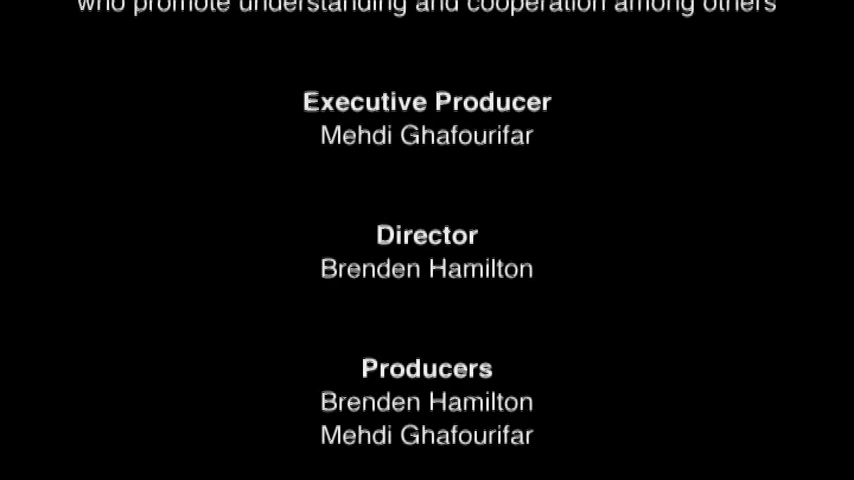 who promote understanding and cooperation among others
Executive Producer
Mehdi Ghafourifar
Director
Brenden Hamilton
Producers
Brenden Hamilton
Mehdi Ghafourifar